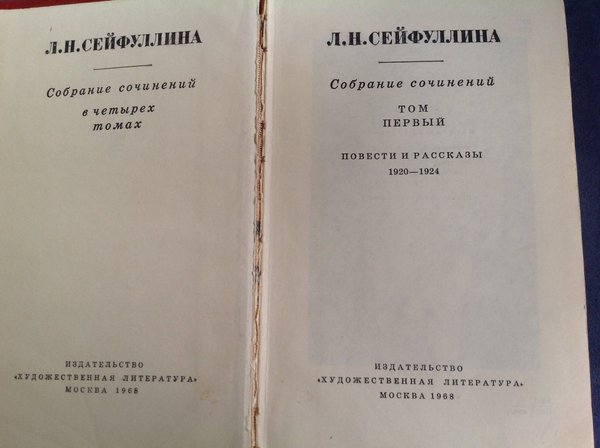 Л.Н.СЕЙФУЛЛИНА
Собрание сочинений
в четырех
томах
ИЗДАТЕЛЬСТВО
«ХУДОЖЕСТВЕННАЯ ЛИТЕРАТУРА»
МОСКВА 1968
Л.Н.СЕЙФУЛЛИНА
Собрание сочинений
ТОМ
ПЕРВЫЙ
ПОВЕСТИ И РАССКАЗЫ
1920—1924
ИЗДАТЕЛЬСТВО
«ХУДОЖЕСТВЕННАЯ ЛИТЕРАТУРА»
МОСКВА 1968